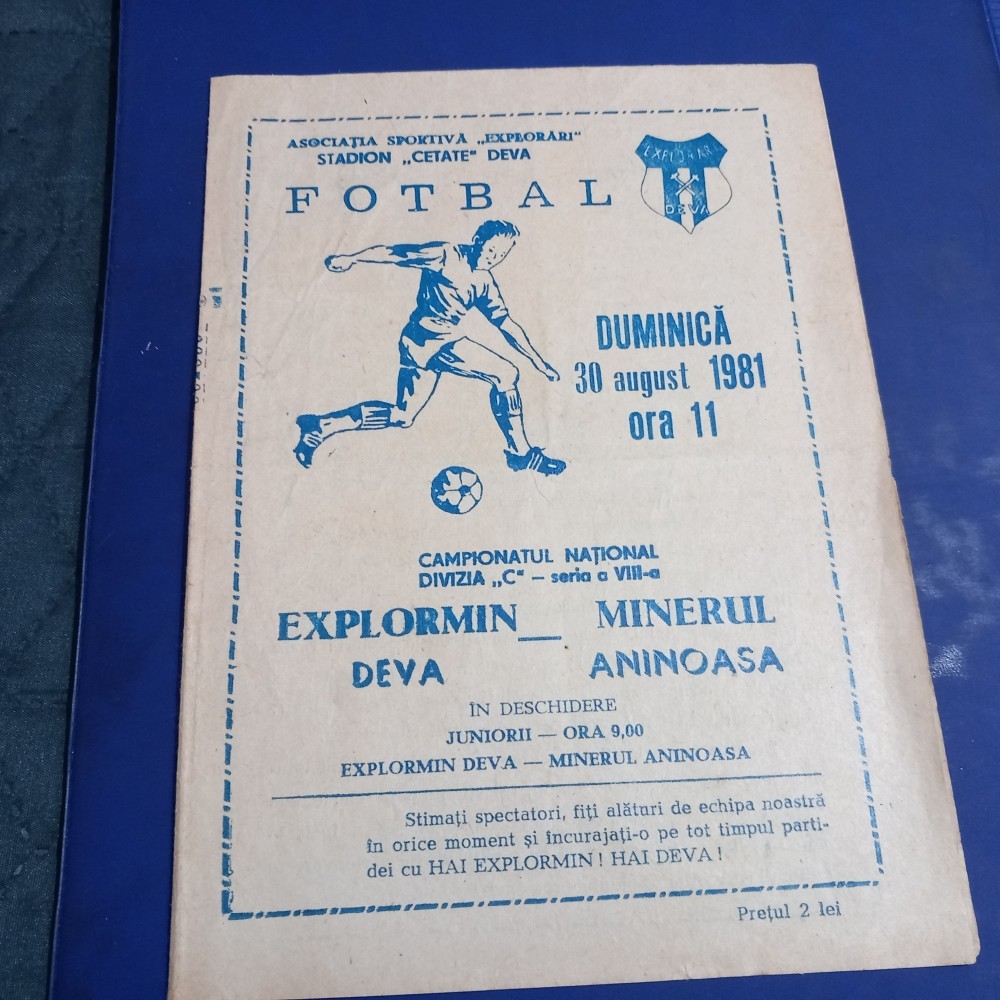 ASOCIAȚIA SPORTIVĂ „EXPLORĂRI"
STADION „CETATE" DEVA
FOTBAL
EXPLORĂRI
DEVA
DUMINICĂ
30 august 1981
ora 11
CAMPIONATUL NAȚIONAL
DIVIZIA „C" — seria a VIII-a
EXPLORMIN — MINERUL
DEVA ANINOASA
ÎN DESCHIDERE
JUNIORII — ORA 9,00
EXPLORMIN DEVA — MINERUL ANINOASA
Stimați spectatori, fiți alături de echipa noastră
în orice moment și încurajați-o pe tot timpul parti-
dei cu HAI EXPLORMIN! HAI DEVA!
Prețul 2 lei